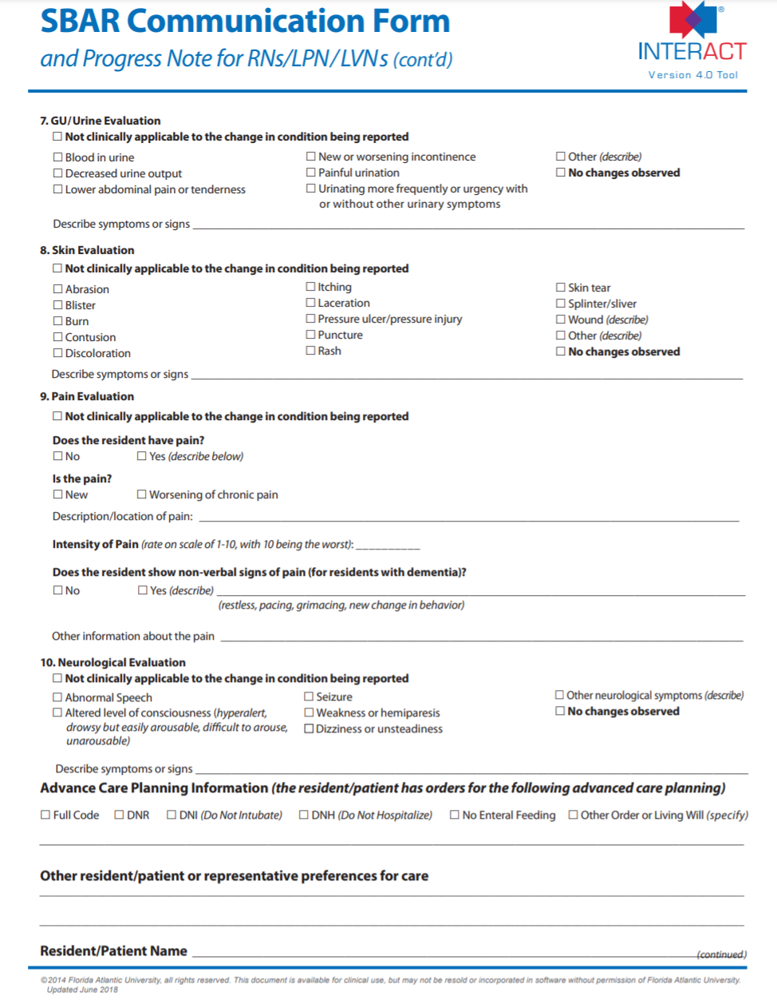 SBAR Communication Form
and Progress Note for RNs/LPN/LVNs (cont'd)
INTERACT®
Version 4.0 Tool
7. GU/Urine Evaluation
☐ Not clinically applicable to the change in condition being reported
☐ Blood in urine ☐ New or worsening incontinence ☐ Other (describe)
☐ Decreased urine output ☐ Painful urination ☐ No changes observed
☐ Lower abdominal pain or tenderness ☐ Urinating more frequently or urgency with
or without other urinary symptoms
Describe symptoms or signs
8. Skin Evaluation
☐ Not clinically applicable to the change in condition being reported
☐ Abrasion ☐ Itching ☐ Skin tear
☐ Blister ☐ Laceration ☐ Splinter/sliver
☐ Burn ☐ Pressure ulcer/pressure injury ☐ Wound (describe)
☐ Contusion ☐ Puncture ☐ Other (describe)
☐ Discoloration ☐ Rash ☐ No changes observed
Describe symptoms or signs
9. Pain Evaluation
☐ Not clinically applicable to the change in condition being reported
Does the resident have pain?
☐ No ☐ Yes (describe below)
Is the pain?
☐ New ☐ Worsening of chronic pain
Description/location of pain:
Intensity of Pain (rate on scale of 1-10, with 10 being the worst): __________
Does the resident show non-verbal signs of pain (for residents with dementia)?
☐ No ☐ Yes (describe)
(restless, pacing, grimacing, new change in behavior)
Other information about the pain
10. Neurological Evaluation
☐ Not clinically applicable to the change in condition being reported
☐ Abnormal Speech ☐ Seizure ☐ Other neurological symptoms (describe)
☐ Altered level of consciousness (hyperalert, ☐ Weakness or hemiparesis ☐ No changes observed
drowsy but easily arousable, difficult to arouse, ☐ Dizziness or unsteadiness
unarousable)
Describe symptoms or signs
Advance Care Planning Information (the resident/patient has orders for the following advanced care planning)
☐ Full Code ☐ DNR ☐ DNI (Do Not Intubate) ☐ DNH (Do Not Hospitalize) ☐ No Enteral Feeding ☐ Other Order or Living Will (specify)
Other resident/patient or representative preferences for care
Resident/Patient Name (continued)
©2014 Florida Atlantic University, all rights reserved. This document is available for clinical use, but may not be resold or incorporated in software without permission of Florida Atlantic University.
Updated June 2018